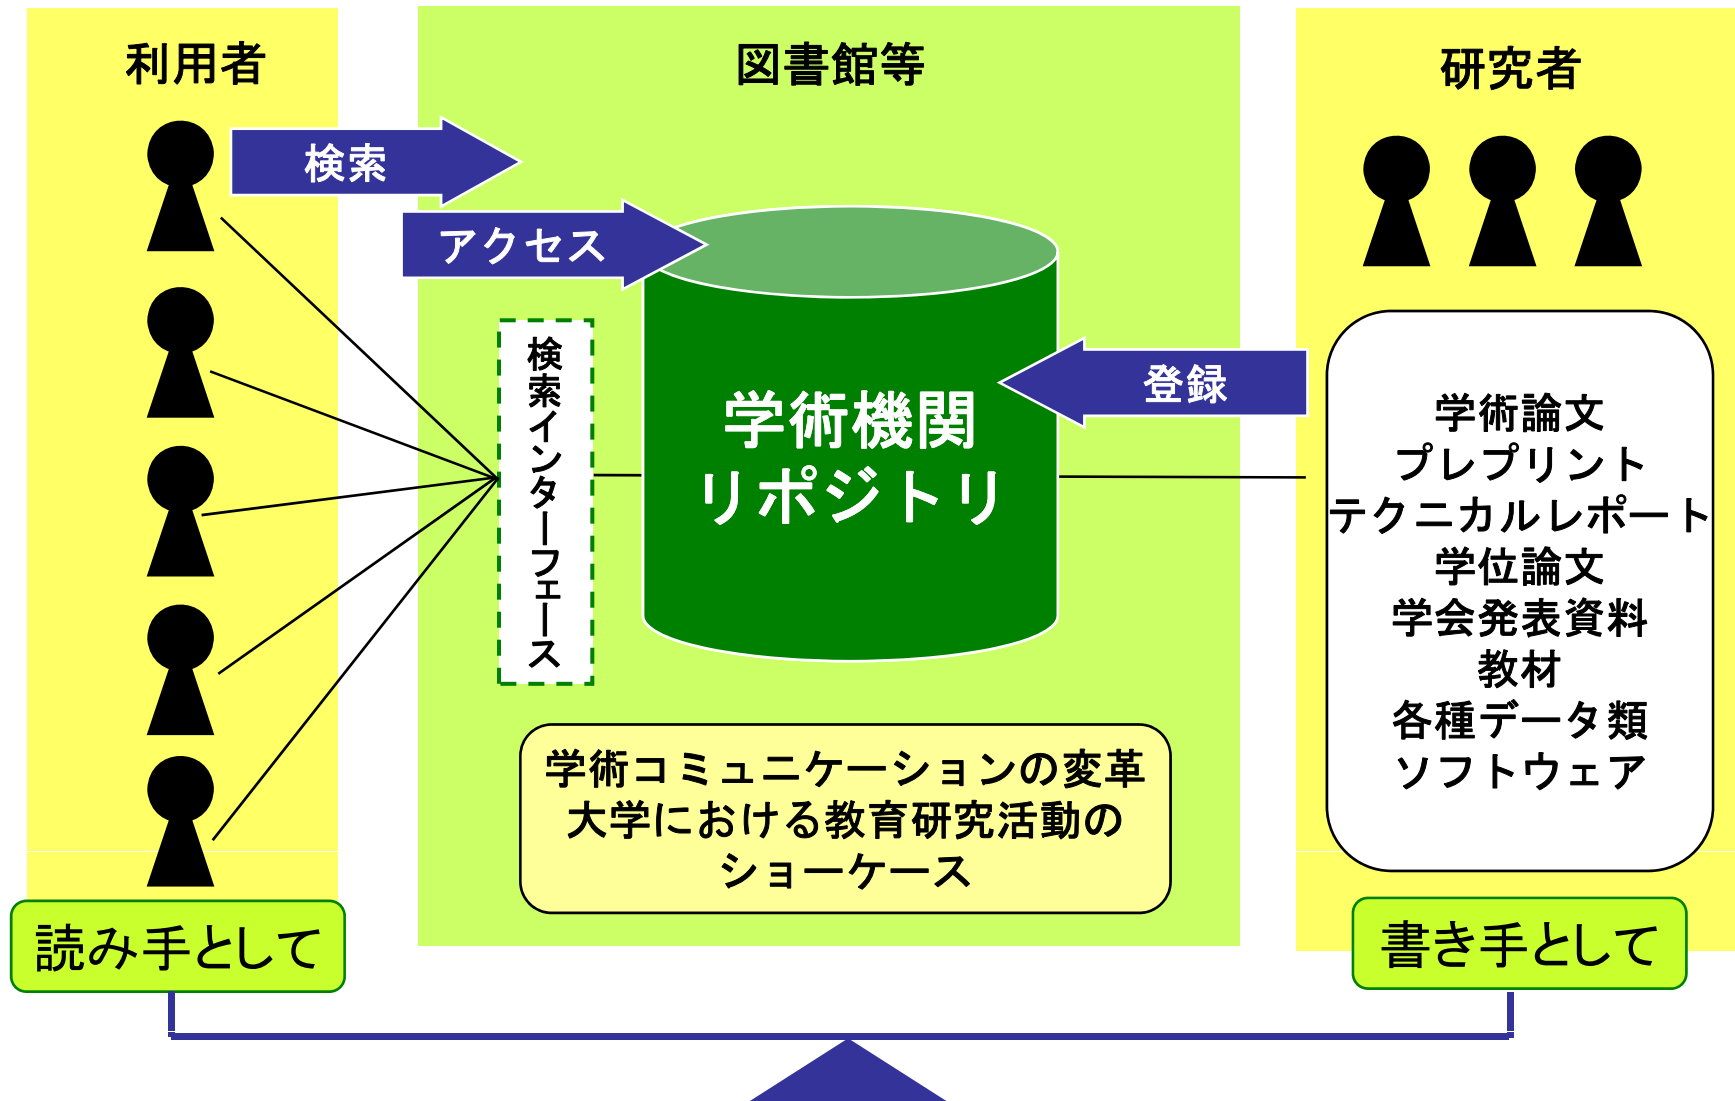 利用者
図書館等
研究者
検索
アクセス
検索インターフェース
学術機関
リポジトリ
登録
学術論文
プレプリント
テクニカルレポート
学位論文
学会発表資料
教材
各種データ類
ソフトウェア
学術コミュニケーションの変革
大学における教育研究活動の
ショーケース
読み手として
書き手として